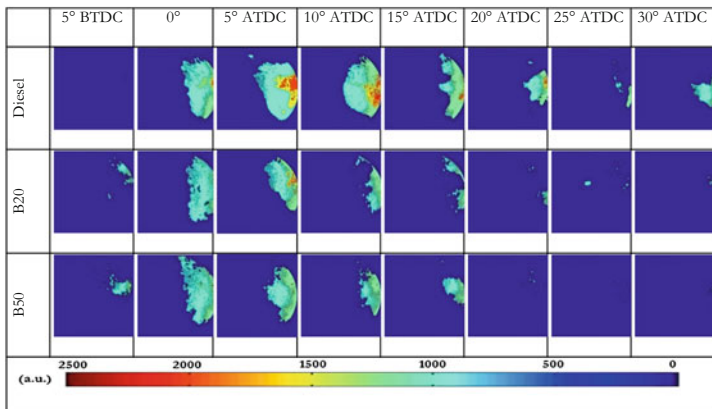 5° BTDC 0° 5° ATDC 10° ATDC 15° ATDC 20° ATDC 25° ATDC 30° ATDC
Diesel
B20
B50
2500 2000 1500 1000 500 0
(a.u.)